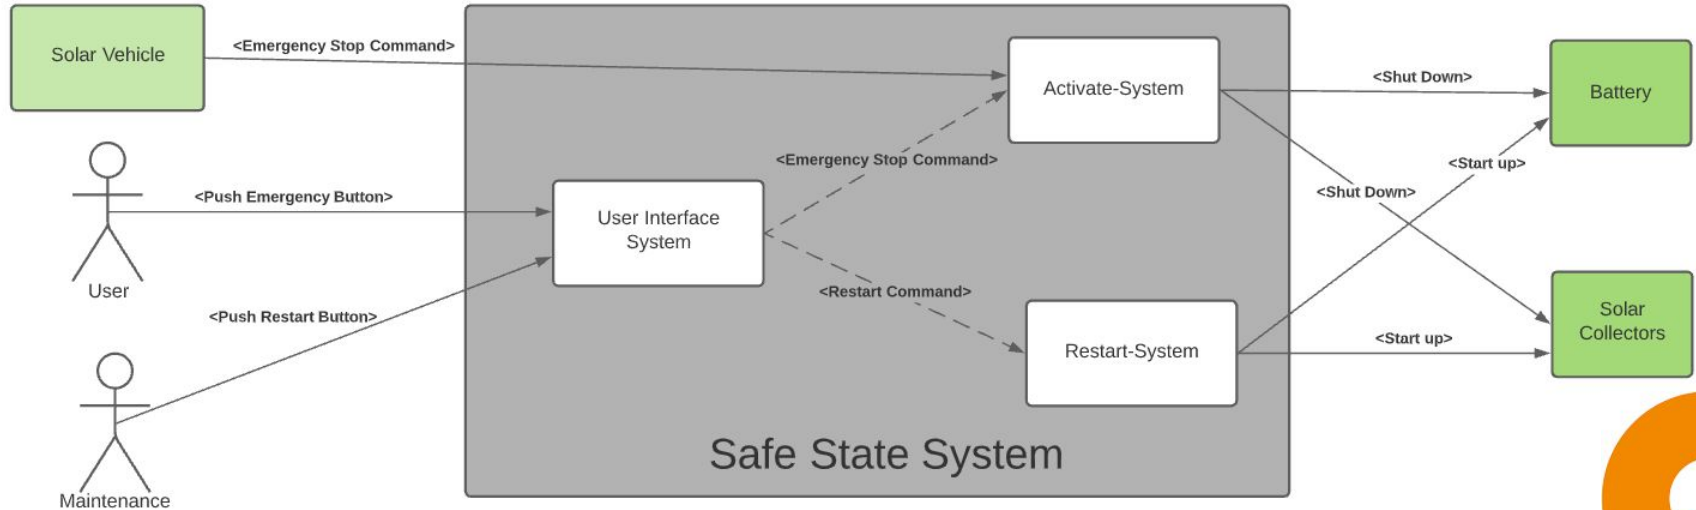 Solar Vehicle
<Emergency Stop Command>
Activate-System
<Shut Down>
Battery
<Emergency Stop Command>
<Start up>
<Push Emergency Button>
<Shut Down>
User Interface
System
User
<Restart Command>
<Push Restart Button>
Restart-System
<Start up>
Solar
Collectors
Safe State System
Maintenance